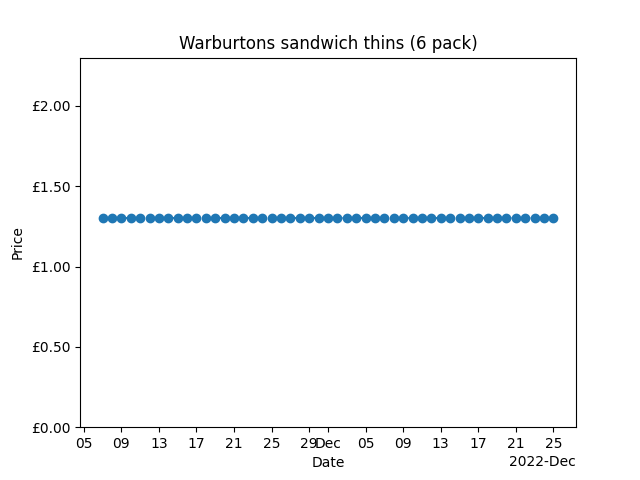 Warburtons sandwich thins (6 pack)
£2.00
£1.50
£1.00
£0.50
£0.00
Price
05 09 13 17 21 25 29 Dec 05 09 13 17 21 25
Date
2022-Dec